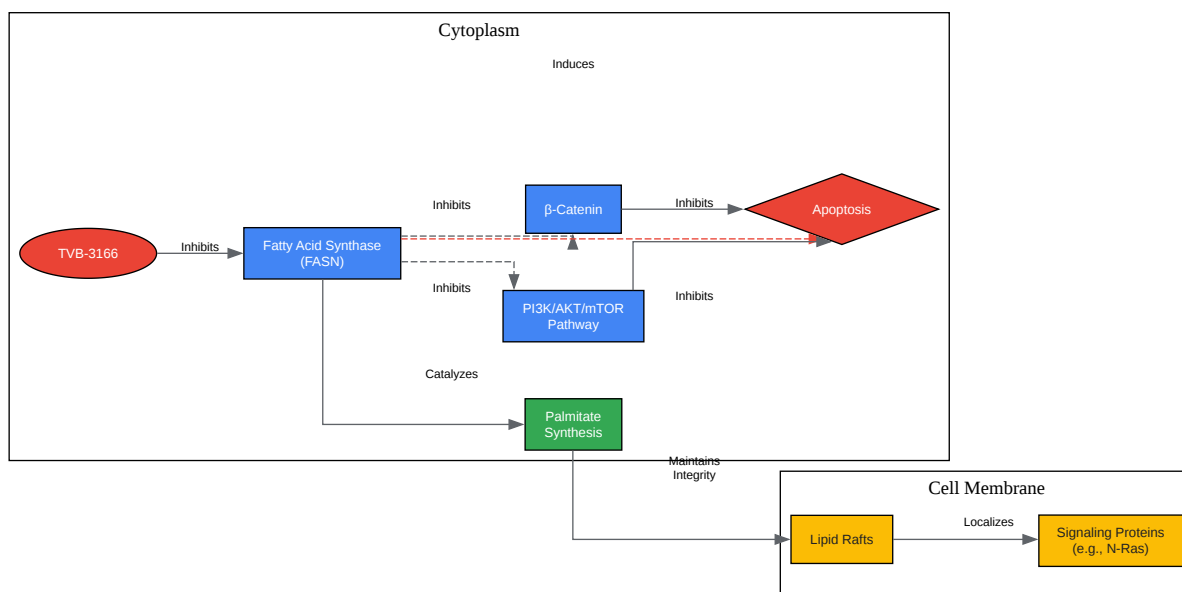 Cytoplasm
Induces
Inhibits
β-Catenin
Inhibits
Apoptosis
TVB-3166
Inhibits
Fatty Acid Synthase
(FASN)
Inhibits
PI3K/AKT/mTOR
Pathway
Inhibits
Catalyzes
Palmitate
Synthesis
Maintains
Integrity
Cell Membrane
Lipid Rafts
Localizes
Signaling Proteins
(e.g., N-Ras)